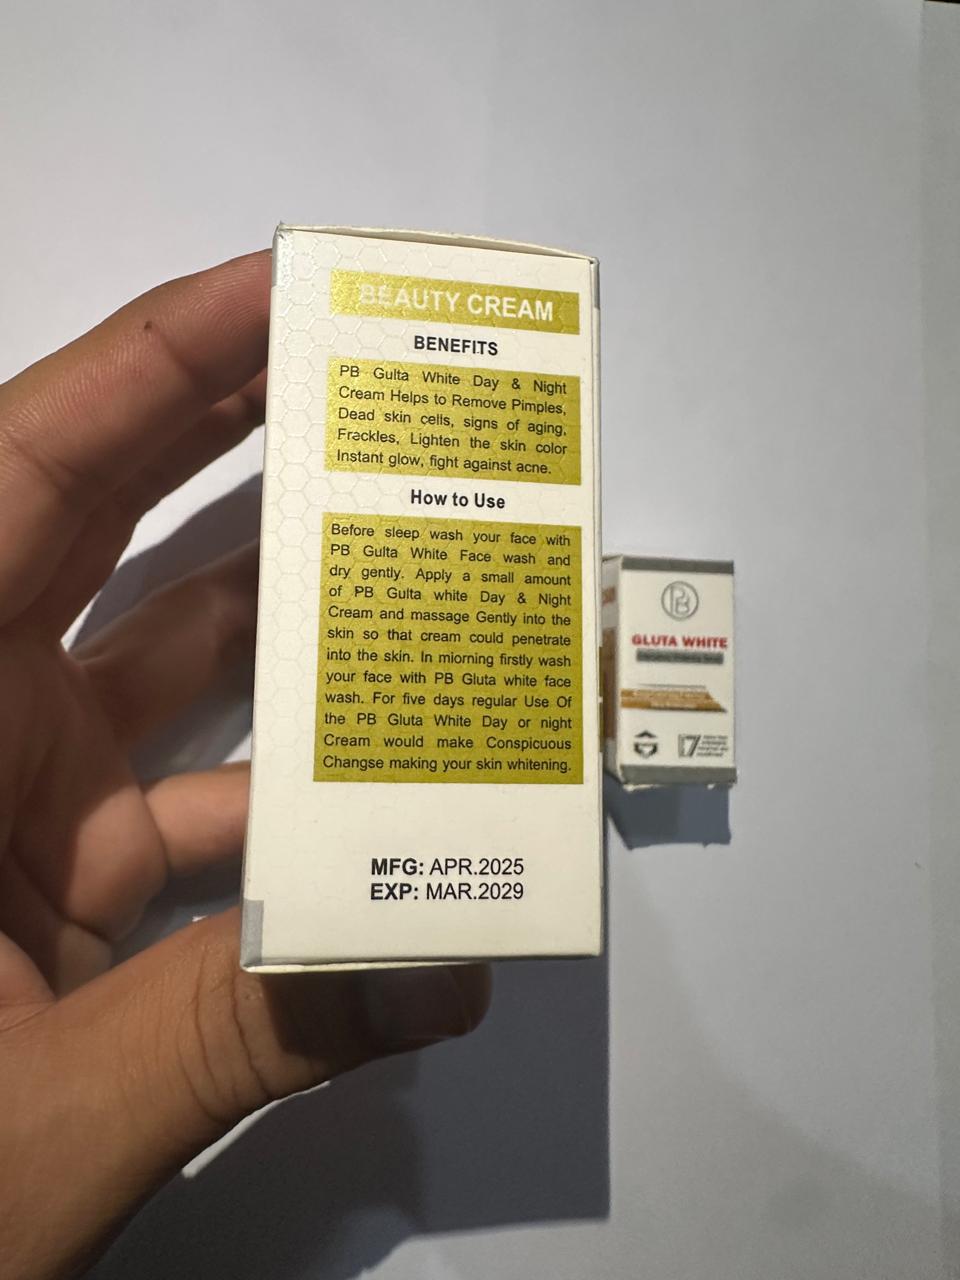 BEAUTY CREAM
BENEFITS
PB Gulta White Day & Night
Cream Helps to Remove Pimples,
Dead skin cells, signs of aging,
Frackles, Lighten the skin color
Instant glow, fight against acne.
How to Use
Before sleep wash your face with
PB Gulta White Face wash and
dry gently. Apply a small amount
of PB Gulta white Day & Night
Cream and massage Gently into the
skin so that cream could penetrate
into the skin. In miorning firstly wash
your face with PB Gluta white face
wash. For five days regular Use Of
the PB Gluta White Day or night
Cream would make Conspicuous
Changse making your skin whitening.
MFG: APR.2025
EXP: MAR.2029
PB
GLUTA WHITE
7